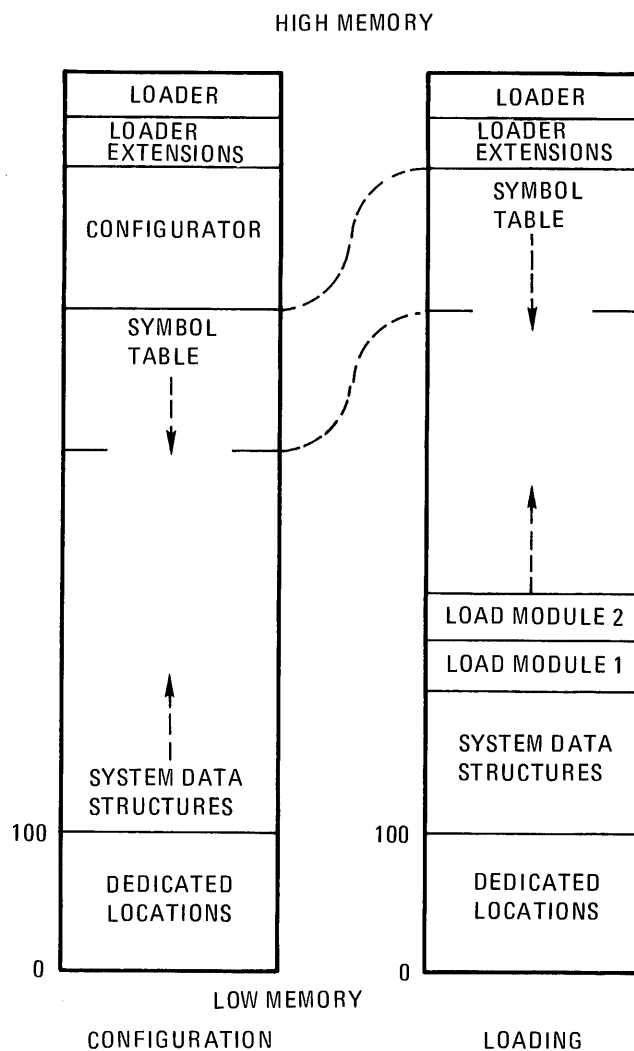 HIGH MEMORY
LOADER
LOADER
EXTENSIONS
CONFIGURATOR
SYMBOL
TABLE
SYSTEM DATA
STRUCTURES
100
DEDICATED
LOCATIONS
0
LOADER
LOADER
EXTENSIONS
SYMBOL
TABLE
LOAD MODULE 2
LOAD MODULE 1
SYSTEM DATA
STRUCTURES
100
DEDICATED
LOCATIONS
0
LOW MEMORY
CONFIGURATION
LOADING